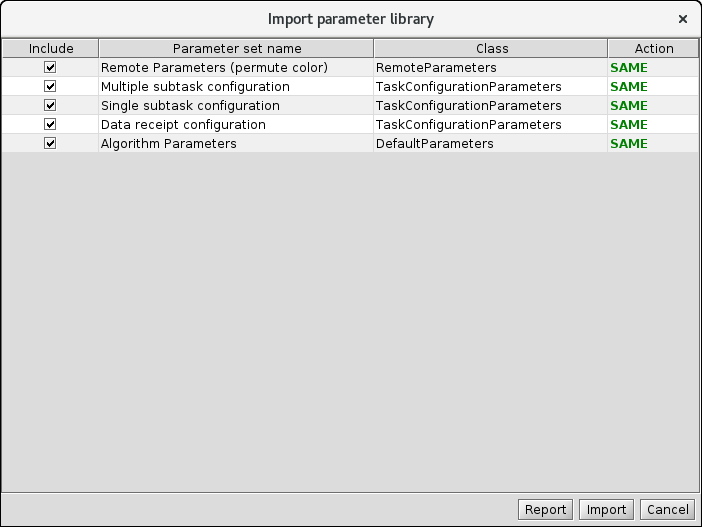 Import parameter library
Include Parameter set name Class Action
Remote Parameters (permute color) RemoteParameters SAME
Multiple subtask configuration TaskConfigurationParameters SAME
Single subtask configuration TaskConfigurationParameters SAME
Data receipt configuration TaskConfigurationParameters SAME
Algorithm Parameters DefaultParameters SAME
Report Import Cancel